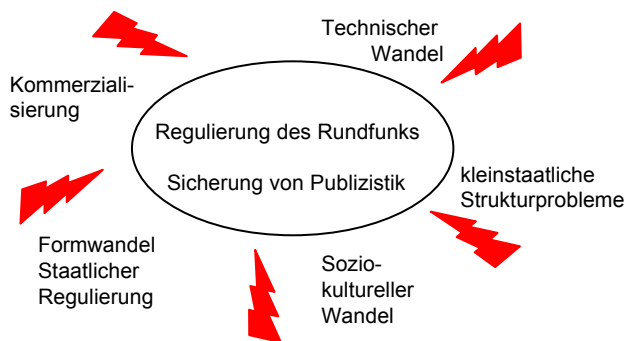 Technischer
Wandel
Kommerziali-
sierung
Regulierung des Rundfunks
Sicherung von Publizistik
kleinstaatliche
Strukturprobleme
Formwandel
Staatlicher
Regulierung
Sozio-
kultureller
Wandel